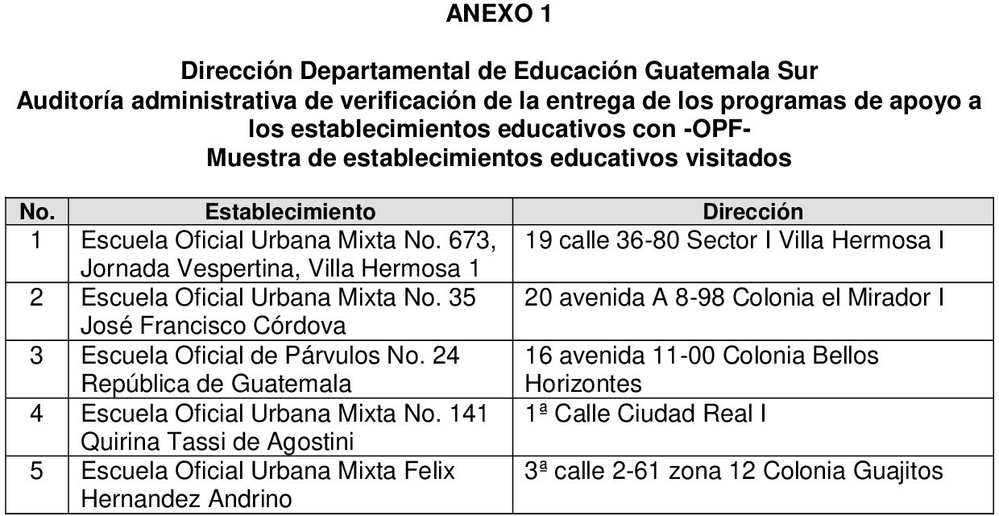 ANEXO 1
Dirección Departamental de Educación Guatemala Sur
Auditoría administrativa de verificación de la entrega de los programas de apoyo a
los establecimientos educativos con -OPF-
Muestra de establecimientos educativos visitados
No. Establecimiento Dirección
1 Escuela Oficial Urbana Mixta No. 673, 19 calle 36-80 Sector I Villa Hermosa I
Jornada Vespertina, Villa Hermosa 1
2 Escuela Oficial Urbana Mixta No. 35 20 avenida A 8-98 Colonia el Mirador I
José Francisco Córdova
3 Escuela Oficial de Párvulos No. 24 16 avenida 11-00 Colonia Bellos
República de Guatemala Horizontes
4 Escuela Oficial Urbana Mixta No. 141 1ª Calle Ciudad Real I
Quirina Tassi de Agostini
5 Escuela Oficial Urbana Mixta Felix 3ª calle 2-61 zona 12 Colonia Guajitos
Hernandez Andrino